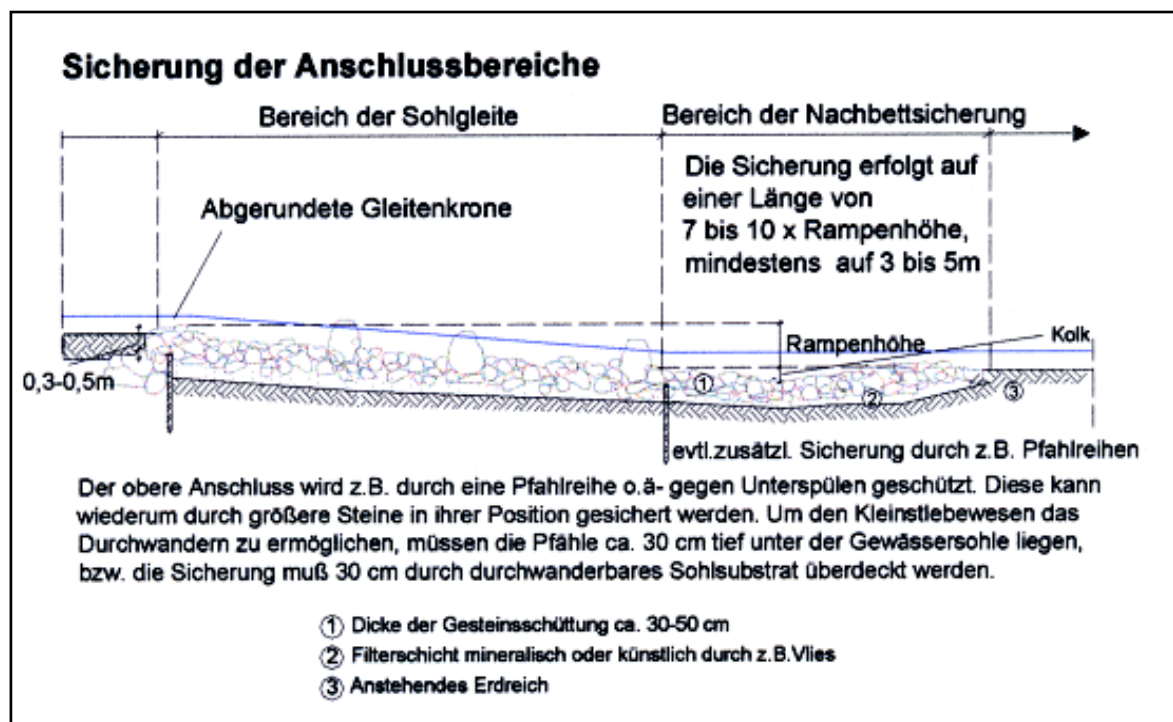 Sicherung der Anschlussbereiche
Bereich der Sohlgleite
Bereich der Nachbettsicherung
Die Sicherung erfolgt auf
einer Länge von
7 bis 10 x Rampenhöhe,
mindestens auf 3 bis 5m
Abgerundete Gleitenkrone
Rampenhöhe
Kolk
0,3-0,5m
1
2
3
evtl.zusätzl. Sicherung durch z.B. Pfahlreihen
Der obere Anschluss wird z.B. durch eine Pfahlreihe o.ä- gegen Unterspülen geschützt. Diese kann
wiederum durch größere Steine in ihrer Position gesichert werden. Um den Kleinstlebewesen das
Durchwandern zu ermöglichen, müssen die Pfähle ca. 30 cm tief unter der Gewässersohle liegen,
bzw. die Sicherung muß 30 cm durch durchwanderbares Sohlsubstrat überdeckt werden.
1 Dicke der Gesteinsschüttung ca. 30-50 cm
2 Filterschicht mineralisch oder künstlich durch z.B.Vlies
3 Anstehendes Erdreich